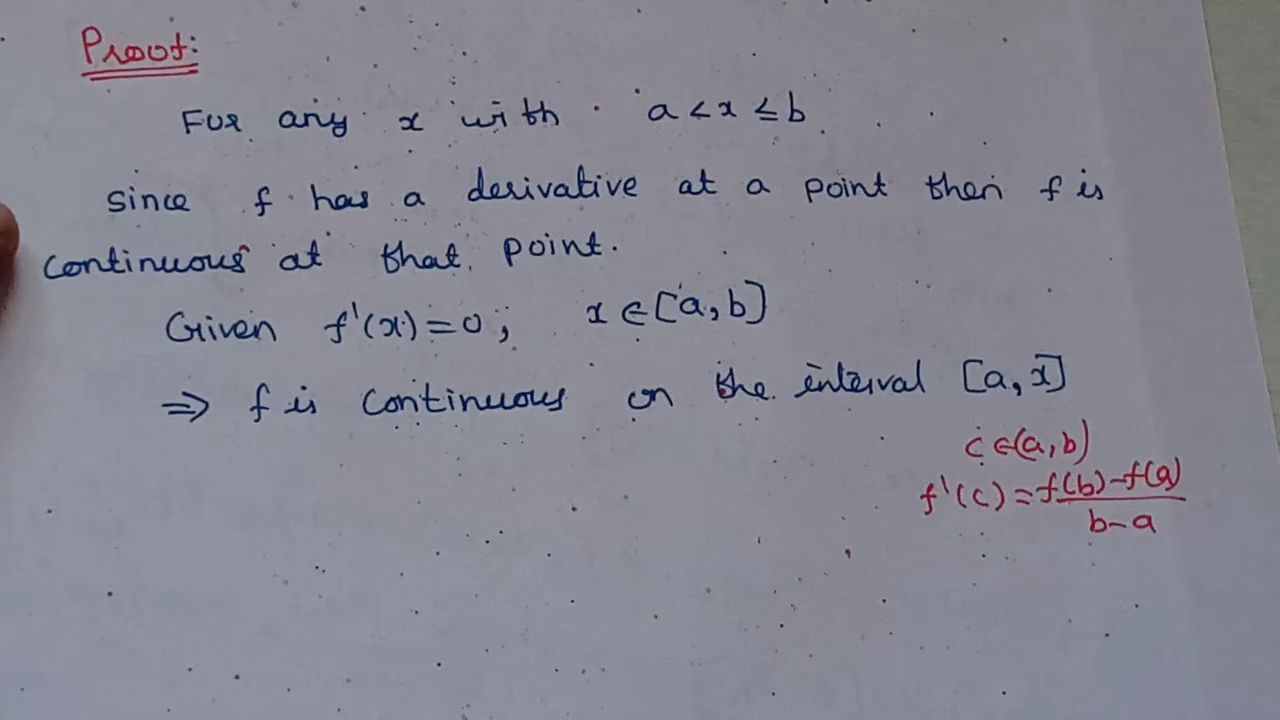 Proof:
For any x with a < x ≤ b
since f has a derivative at a point then f is
continuous at that point.
Given f'(x) = 0 ; x ∈ [a, b]
⇒ f is continuous on the interval [a, x]
c ∈ (a, b)
f'(c) = f(b) - f(a)
b - a